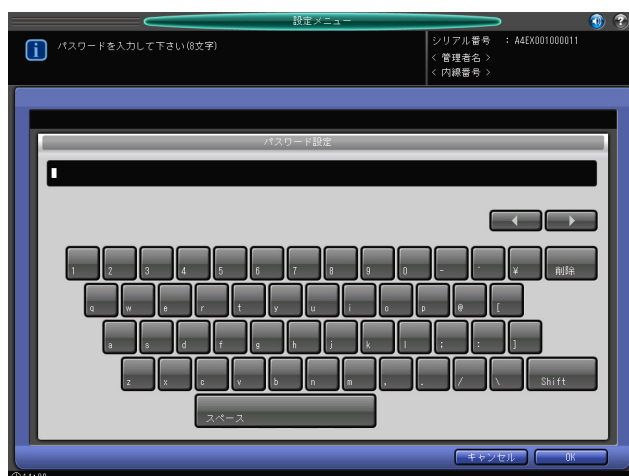 設定メニュー
パスワードを入力して下さい(8文字)
シリアル番号 : A4EX001000011
< 管理者名 >
< 内線番号 >
パスワード設定
1 2 3 4 5 6 7 8 9 0 - ^ ¥ 削除
q w e r t y u i o p @ [
a s d f g h j k l ; : ]
z x c v b n m , . / \ Shift
スペース
キャンセル OK